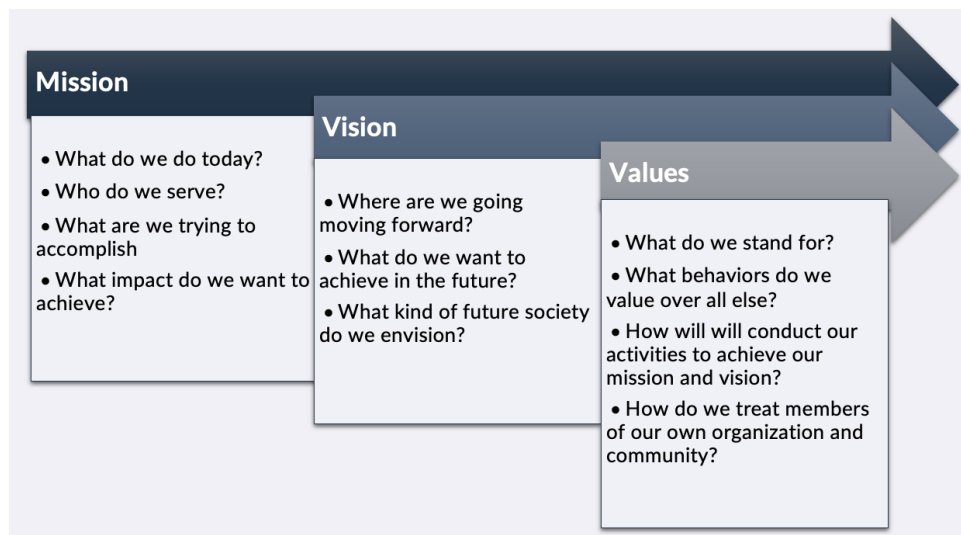 Mission
• What do we do today?
• Who do we serve?
• What are we trying to
accomplish
• What impact do we want to
achieve?
Vision
• Where are we going
moving forward?
• What do we want to
achieve in the future?
• What kind of future society
do we envision?
Values
• What do we stand for?
• What behaviors do we
value over all else?
• How will will conduct our
activities to achieve our
mission and vision?
• How do we treat members
of our own organization and
community?